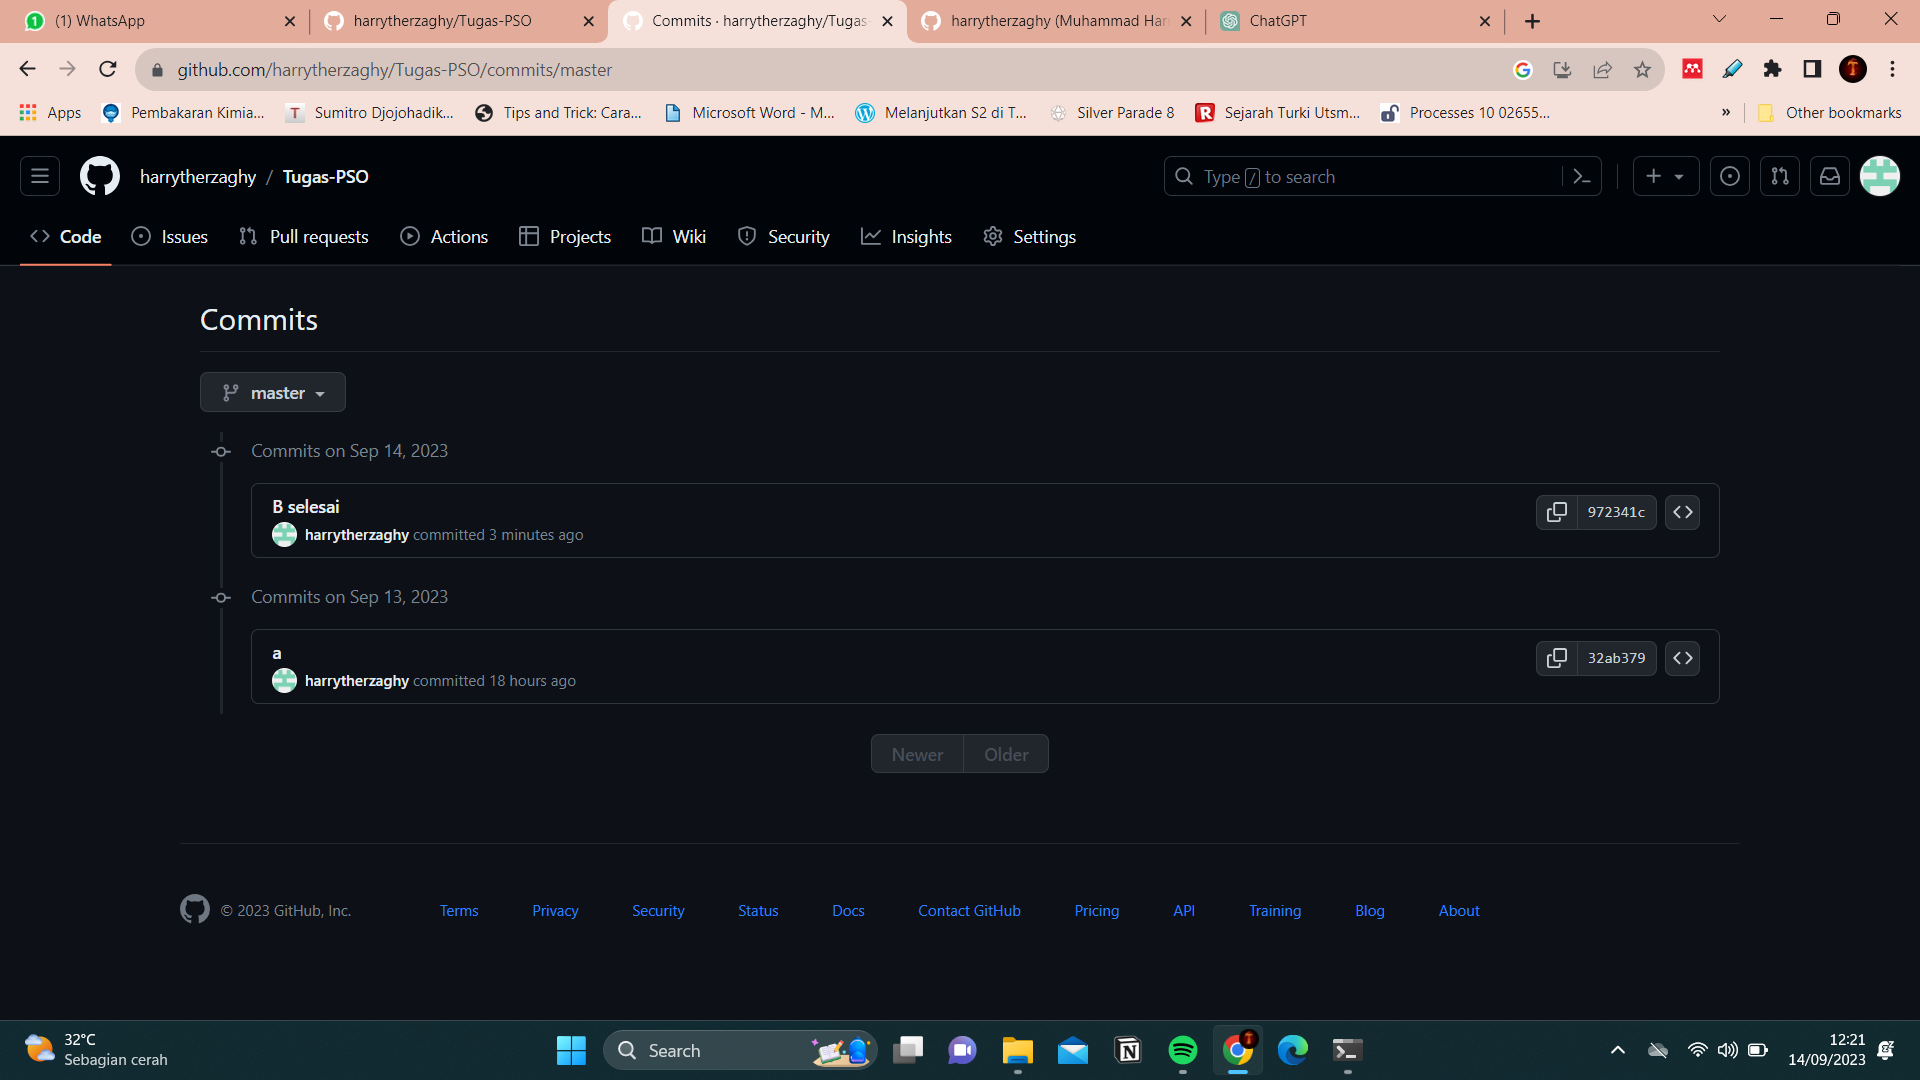 (1) WhatsApp
harrytherzaghy/Tugas-PSO
Commits · harrytherzaghy/Tugas-
harrytherzaghy (Muhammad Har
ChatGPT
github.com/harrytherzaghy/Tugas-PSO/commits/master
Apps
Pembakaran Kimia...
Sumitro Djojohadik...
Tips and Trick: Cara...
Microsoft Word - M...
Melanjutkan S2 di T...
Silver Parade 8
Sejarah Turki Utsm...
Processes 10 02655...
»
Other bookmarks
harrytherzaghy / Tugas-PSO
Type / to search
Code
Issues
Pull requests
Actions
Projects
Wiki
Security
Insights
Settings
Commits
master
Commits on Sep 14, 2023
B selesai
972341c
harrytherzaghy committed 3 minutes ago
Commits on Sep 13, 2023
a
32ab379
harrytherzaghy committed 18 hours ago
Newer
Older
© 2023 GitHub, Inc.
Terms
Privacy
Security
Status
Docs
Contact GitHub
Pricing
API
Training
Blog
About
32°C
Sebagian cerah
Search
12:21
14/09/2023